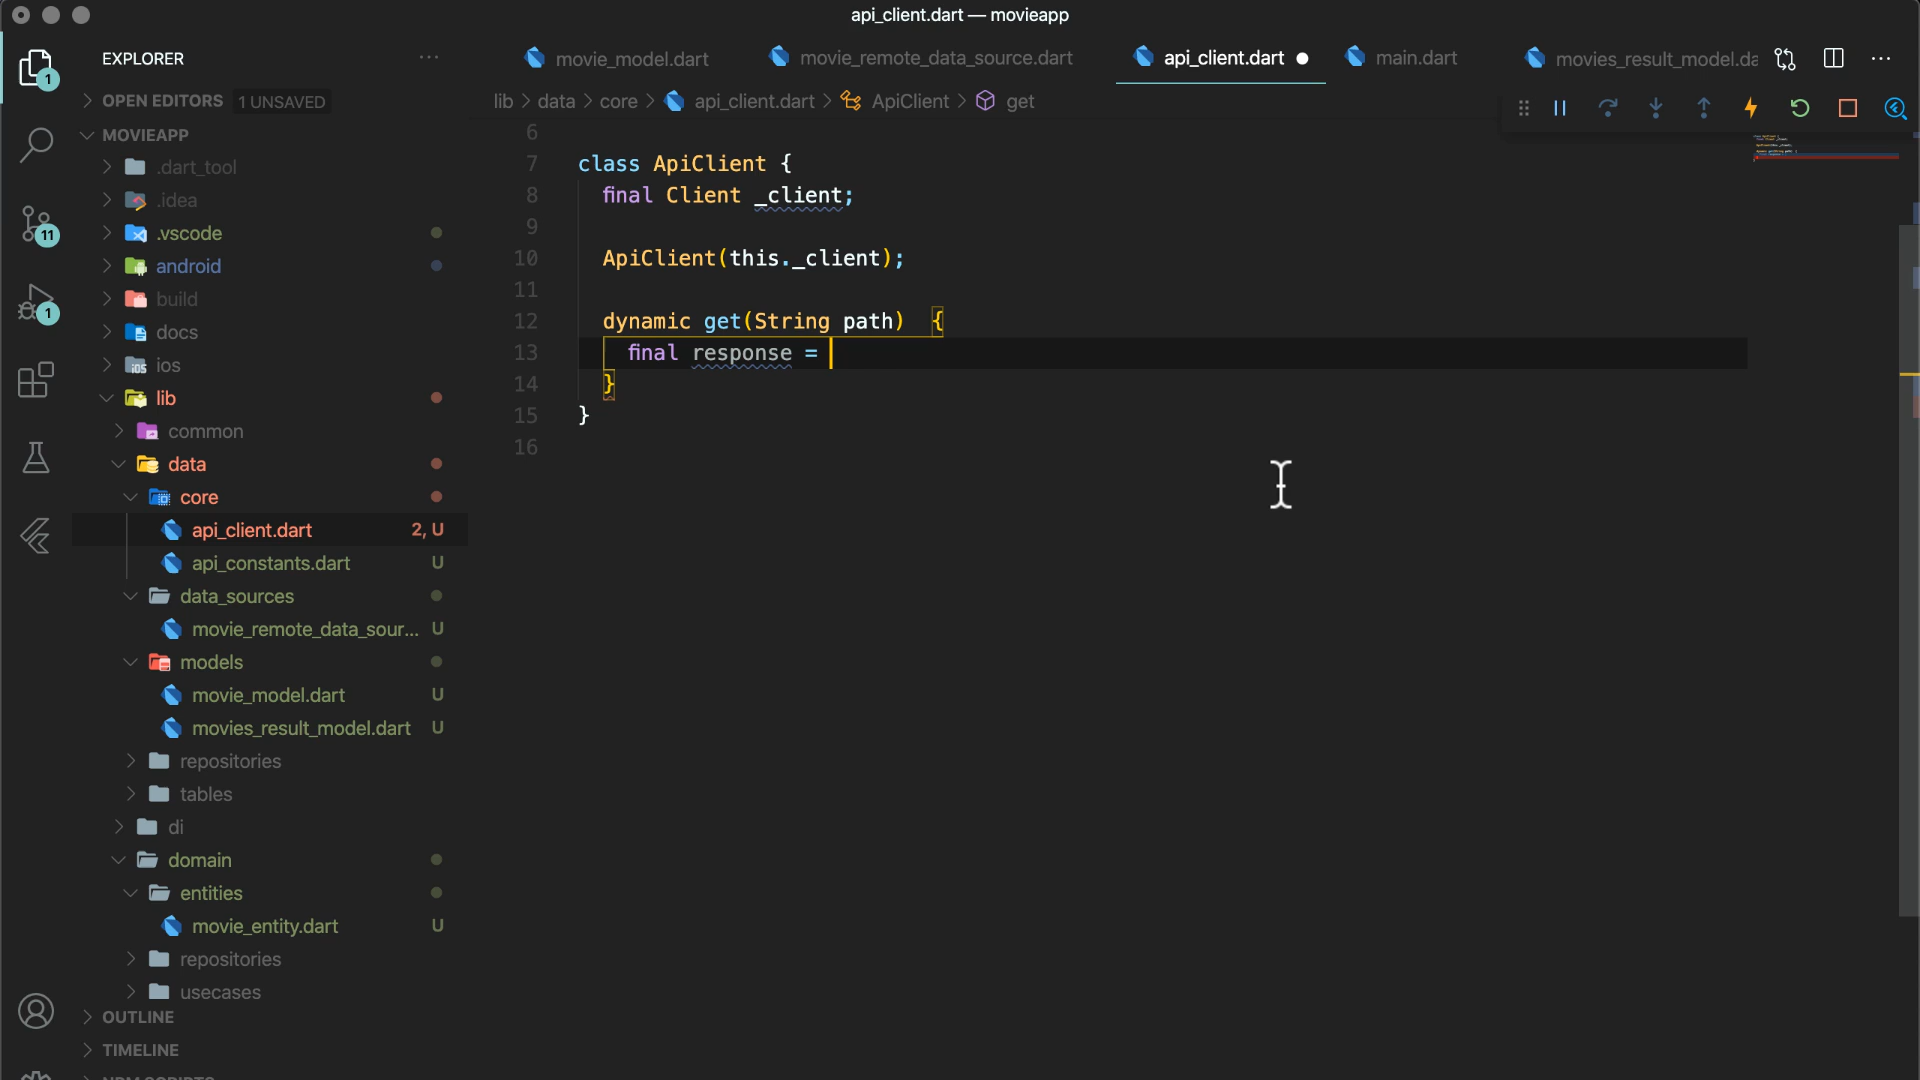 api_client.dart — movieapp
EXPLORER
movie_model.dart
movie_remote_data_source.dart
api_client.dart
main.dart
movies_result_model.da
OPEN EDITORS 1 UNSAVED
lib > data > core > api_client.dart > ApiClient > get
MOVIEAPP
.dart_tool
.idea
.vscode
android
build
docs
ios
lib
common
data
core
api_client.dart 2, U
api_constants.dart U
data_sources
movie_remote_data_sour... U
models
movie_model.dart U
movies_result_model.dart U
repositories
tables
di
domain
entities
movie_entity.dart U
repositories
usecases
OUTLINE
TIMELINE
NPM SCRIPTS
1
11
1
6
7 class ApiClient {
8 final Client _client;
9
10 ApiClient(this._client);
11
12 dynamic get(String path) {
13 final response =
14 }
15 }
16